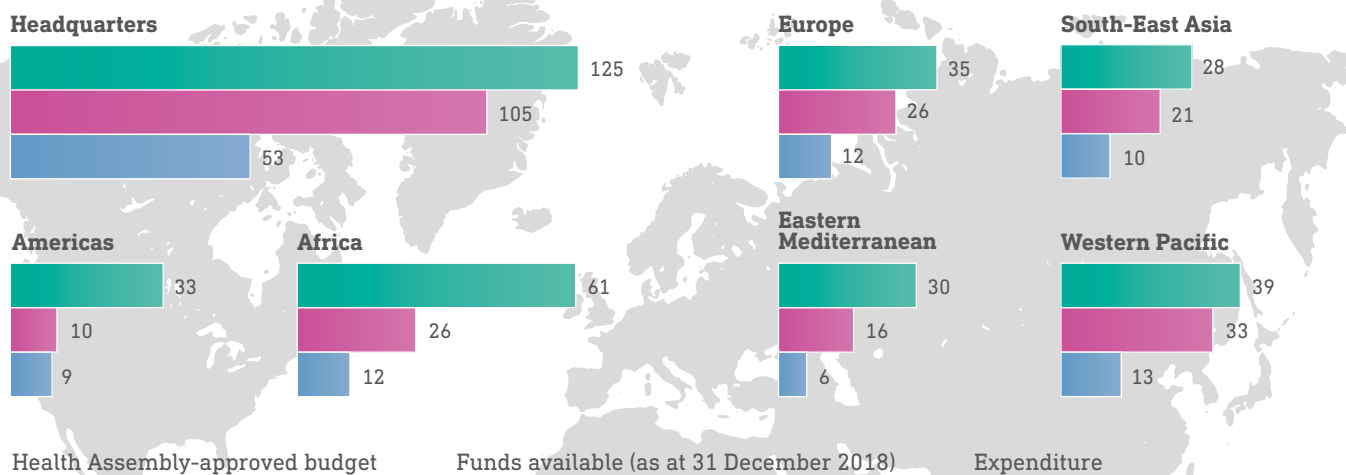 Headquarters
125
105
53
Europe
35
26
12
South-East Asia
28
21
10
Americas
33
10
9
Africa
61
26
12
Eastern
Mediterranean
30
16
6
Western Pacific
39
33
13
Health Assembly-approved budget
Funds available (as at 31 December 2018)
Expenditure